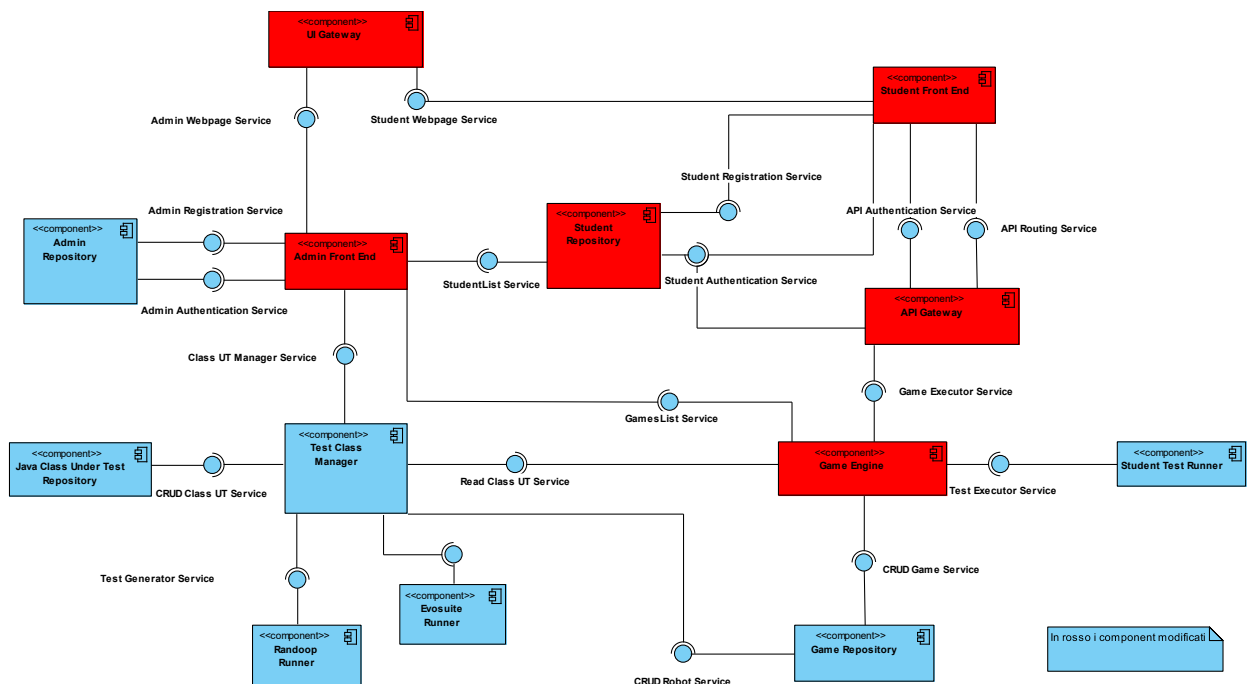 <<component>>
UI Gateway
<<component>>
Student Front End
Admin Webpage Service
Student Webpage Service
Student Registration Service
Admin Registration Service
<<component>>
Admin
Repository
<<component>>
Admin Front End
<<component>>
Student
Repository
API Authentication Service
API Routing Service
StudentList Service
Student Authentication Service
Admin Authentication Service
<<component>>
API Gateway
Class UT Manager Service
Game Executor Service
GamesList Service
<<component>>
Test Class
Manager
<<component>>
Java Class Under Test
Repository
<<component>>
Game Engine
<<component>>
Student Test Runner
CRUD Class UT Service
Read Class UT Service
Test Executor Service
Test Generator Service
CRUD Game Service
<<component>>
Evosuite
Runner
<<component>>
Randoop
Runner
<<component>>
Game Repository
In rosso i component modificati
CRUD Robot Service